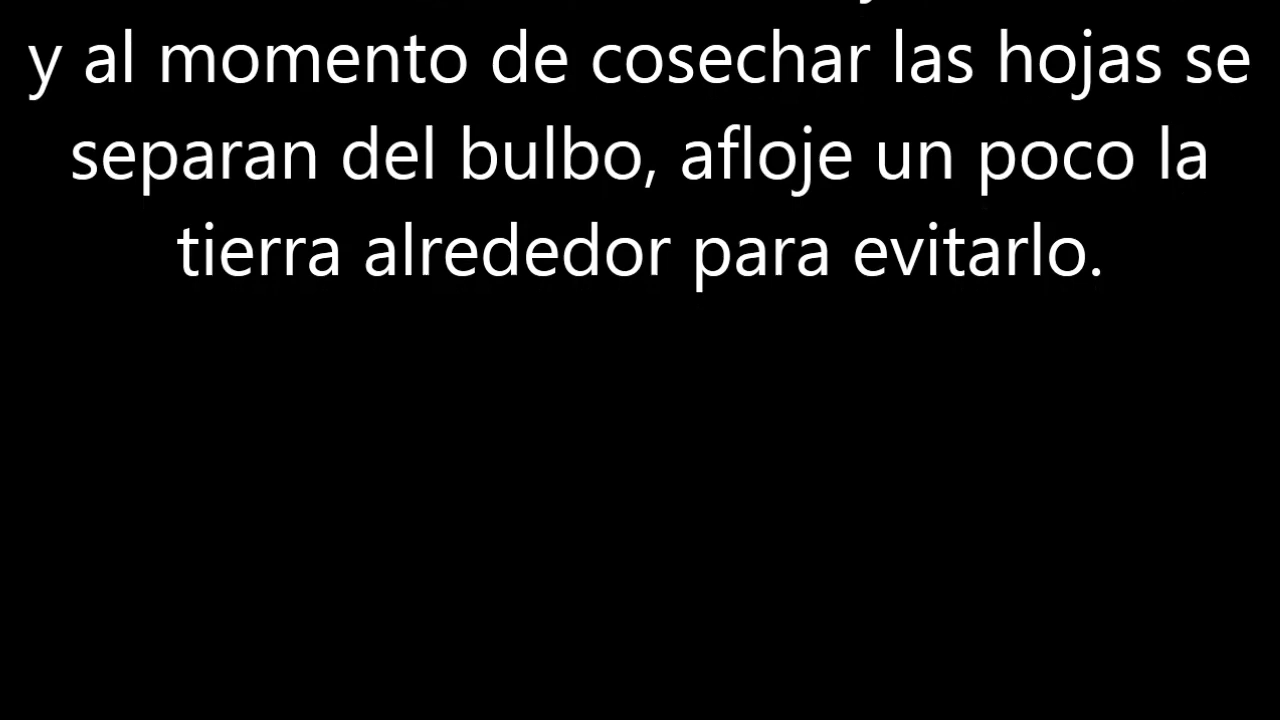 y al momento de cosechar las hojas se
separan del bulbo, afloje un poco la
tierra alrededor para evitarlo.